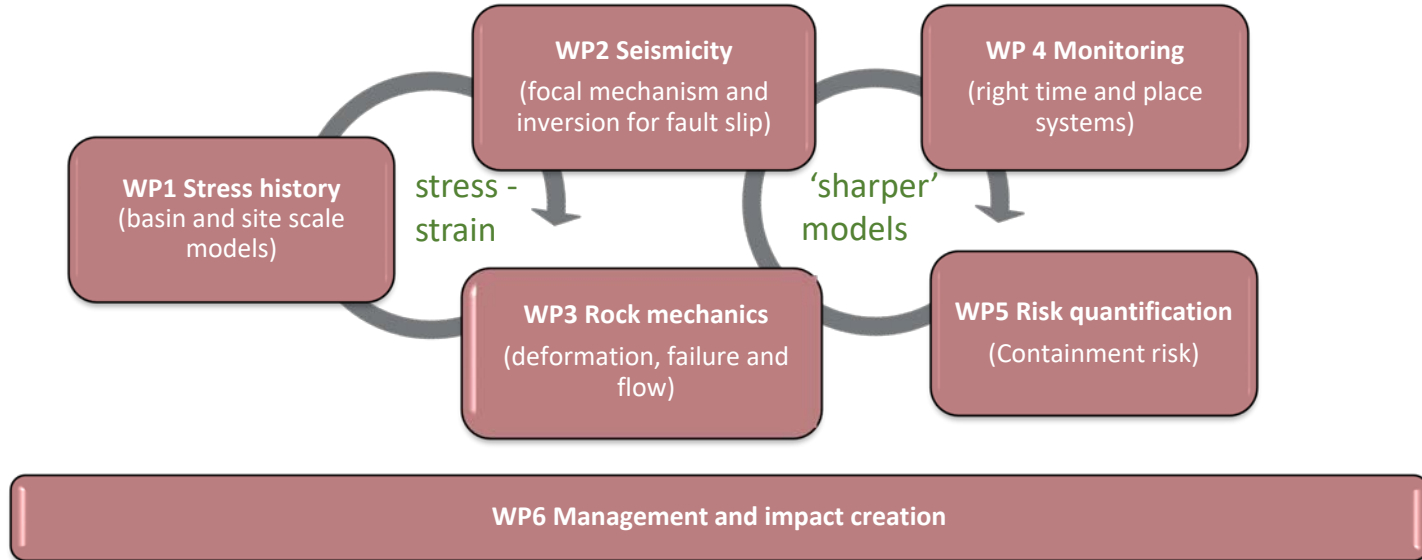 WP1 Stress history
(basin and site scale
models)
WP2 Seismicity
(focal mechanism and
inversion for fault slip)
stress -
strain
WP3 Rock mechanics
(deformation, failure and
flow)
‘sharper’
models
WP 4 Monitoring
(right time and place
systems)
WP5 Risk quantification
(Containment risk)
WP6 Management and impact creation